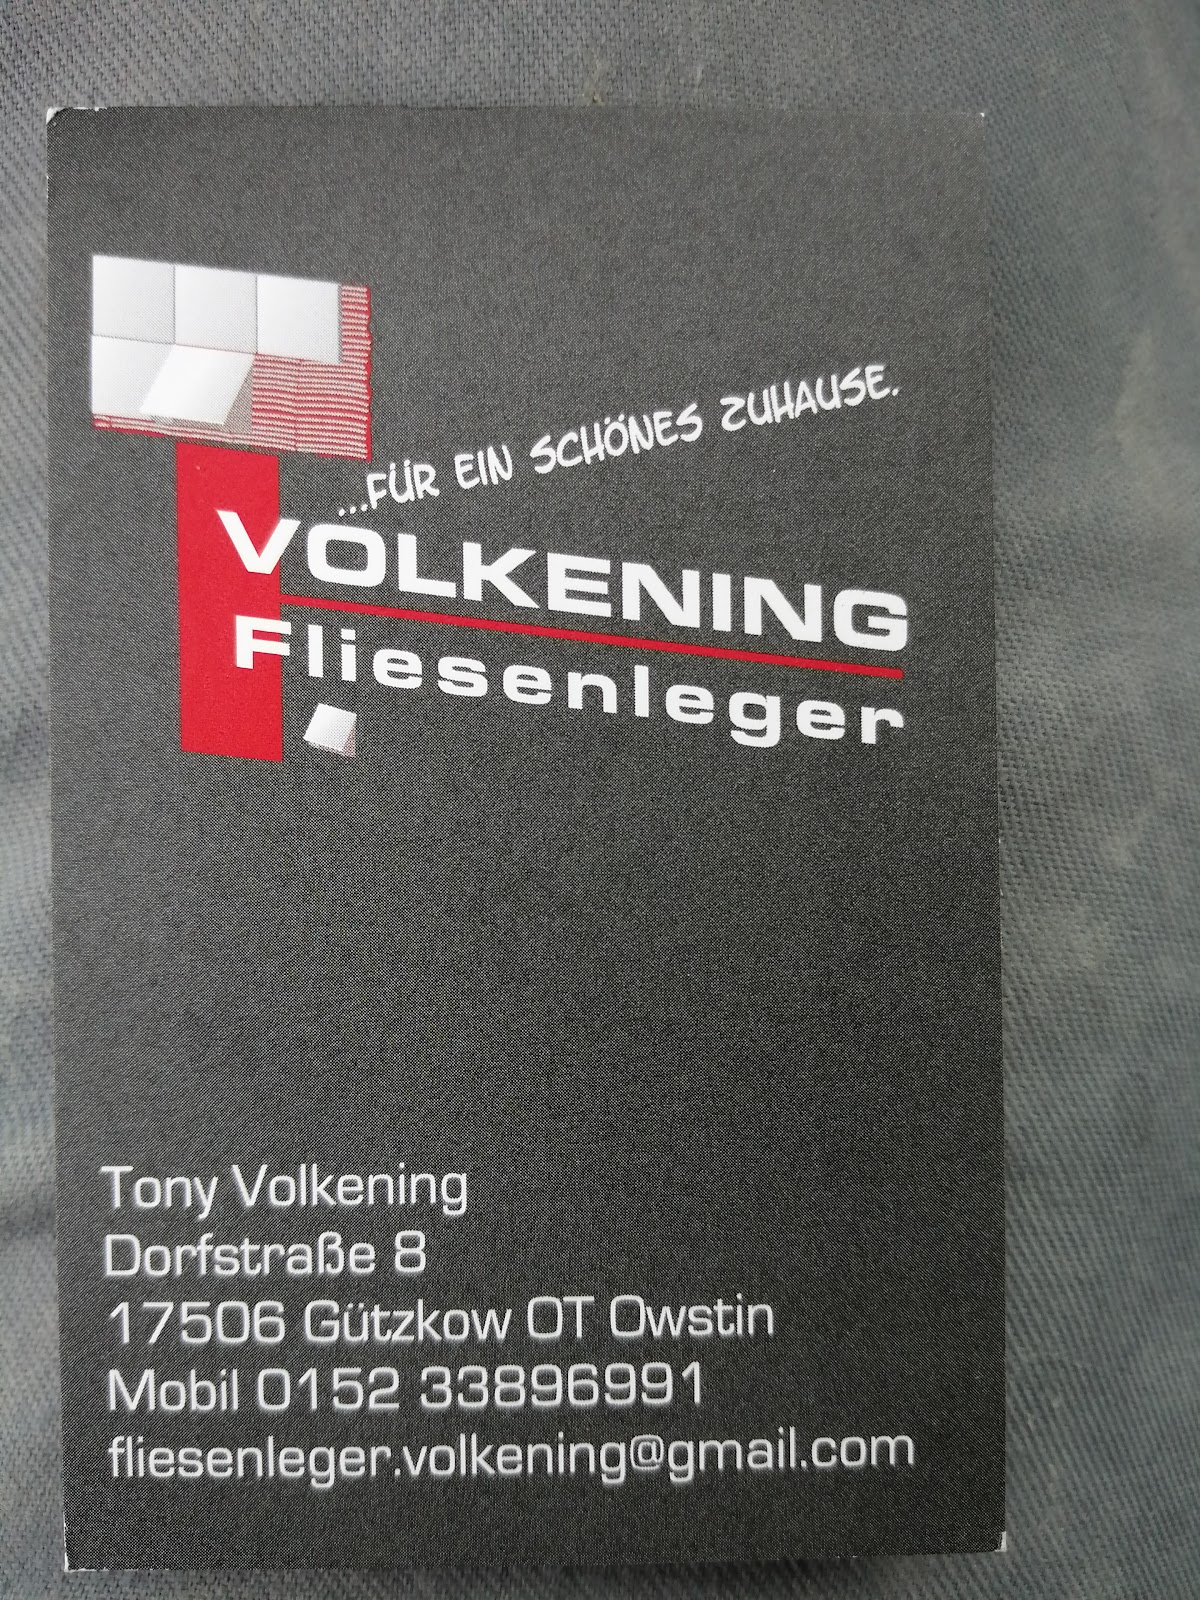 ...FÜR EIN SCHÖNES ZUHAUSE.
VOLKENING
Fliesenleger
Tony Volkening
Dorfstraße 8
17506 Gützkow OT Owstin
Mobil 0152 33896991
fliesenleger.volkening@gmail.com